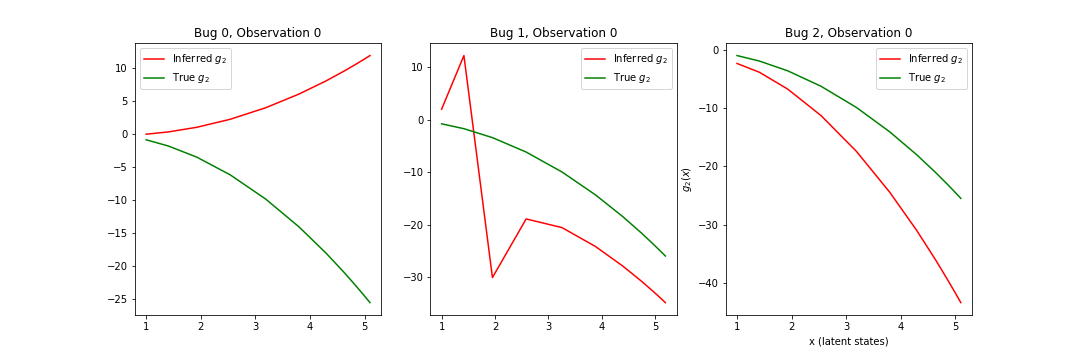 Bug 0, Observation 0
Inferred g₂
True g₂
10
5
0
−5
−10
−15
−20
−25
1 2 3 4 5
Bug 1, Observation 0
Inferred g₂
True g₂
10
0
−10
−20
−30
1 2 3 4 5
Bug 2, Observation 0
Inferred g₂
True g₂
g₂(x)
0
−10
−20
−30
−40
1 2 3 4 5
x (latent states)